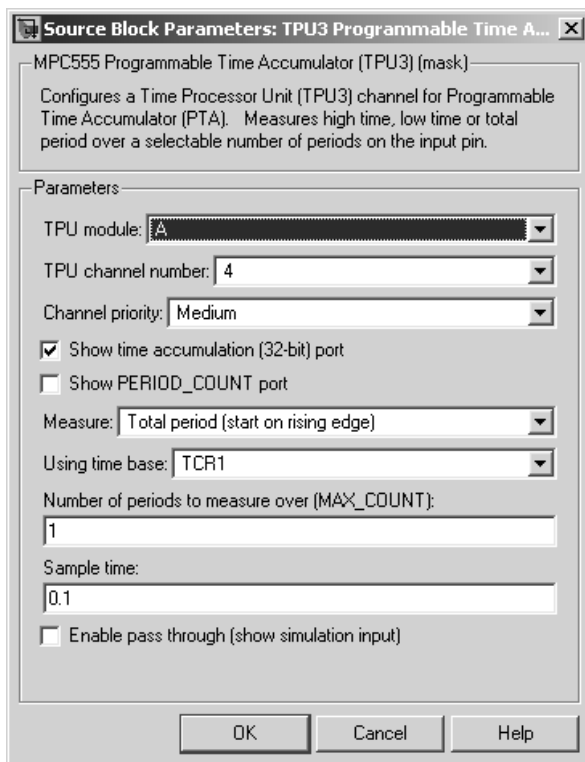 Source Block Parameters: TPU3 Programmable Time A...
MPC555 Programmable Time Accumulator (TPU3) (mask)
Configures a Time Processor Unit (TPU3) channel for Programmable
Time Accumulator (PTA). Measures high time, low time or total
period over a selectable number of periods on the input pin.
Parameters
TPU module: A
TPU channel number: 4
Channel priority: Medium
Show time accumulation (32-bit) port
Show PERIOD_COUNT port
Measure: Total period (start on rising edge)
Using time base: TCR1
Number of periods to measure over (MAX_COUNT):
1
Sample time:
0.1
Enable pass through (show simulation input)
OK Cancel Help